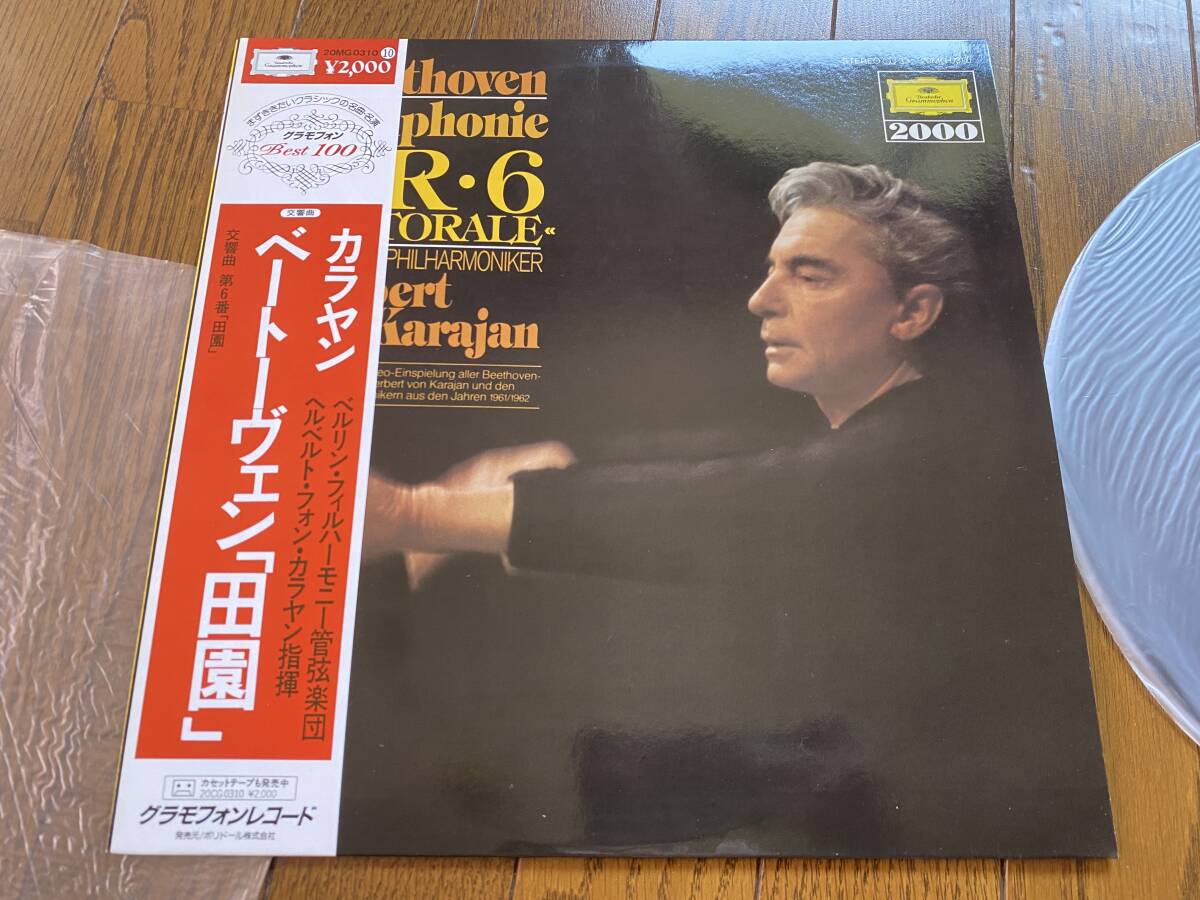 20MG0310 ⑩
Deutsche
Grammophon
¥2,000
まずききたいクラシックの名曲・名演
グラモフォン
Best 100
交響曲
カラヤン
ベートーヴェン「田園」
交響曲 第6番「田園」
ベルリン・フィルハーモニー管弦楽団
ヘルベルト・フォン・カラヤン指揮
カセットテープも発売中
20CG0310 ¥2,000
グラモフォンレコード
発売元/ポリドール株式会社
thoven
phonie
R·6
TORALE«
PHILHARMONIKER
bert
Karajan
eo-Einspielung aller Beethoven-
erbert von Karajan und den
nikern aus den Jahren 1961/1962
STEREO
Deutsche
Grammophon
2000